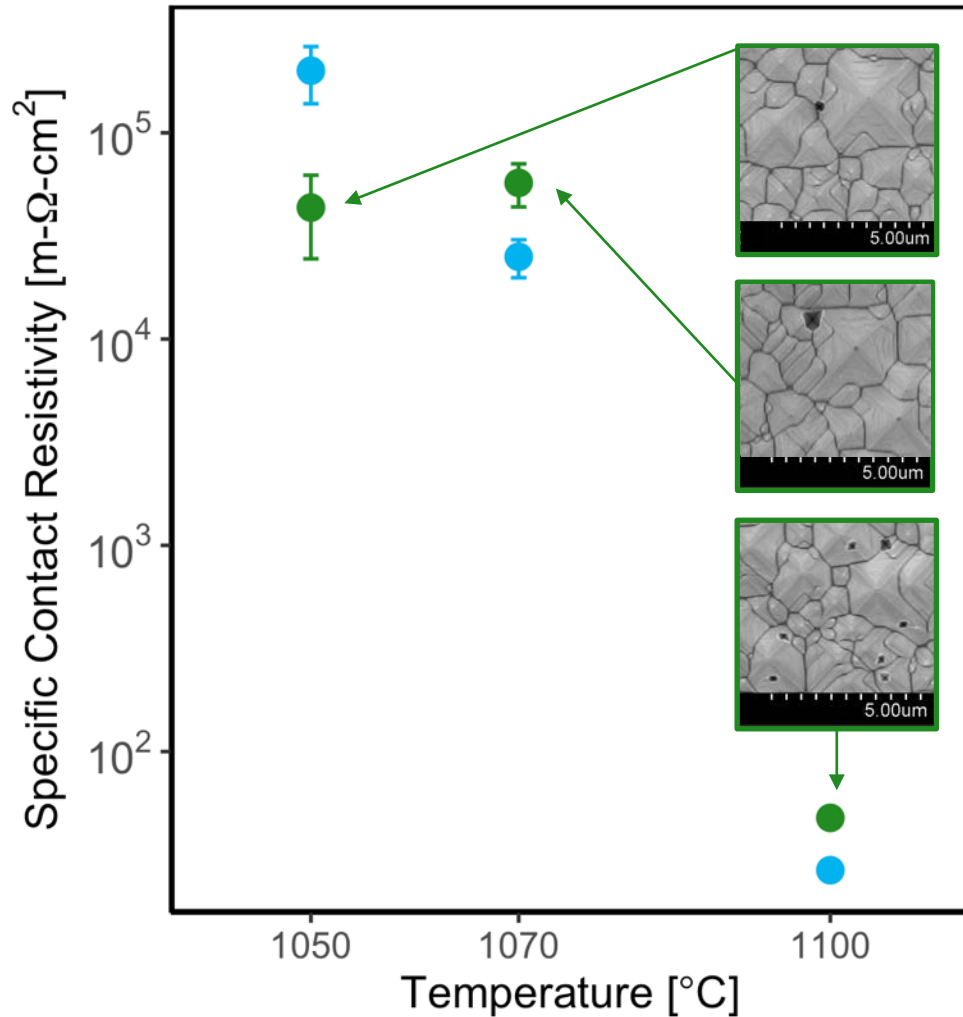 Specific Contact Resistivity [m-Ω-cm²]
10⁵
10⁴
10³
10²
5.00um
5.00um
5.00um
1050
1070
1100
Temperature [°C]